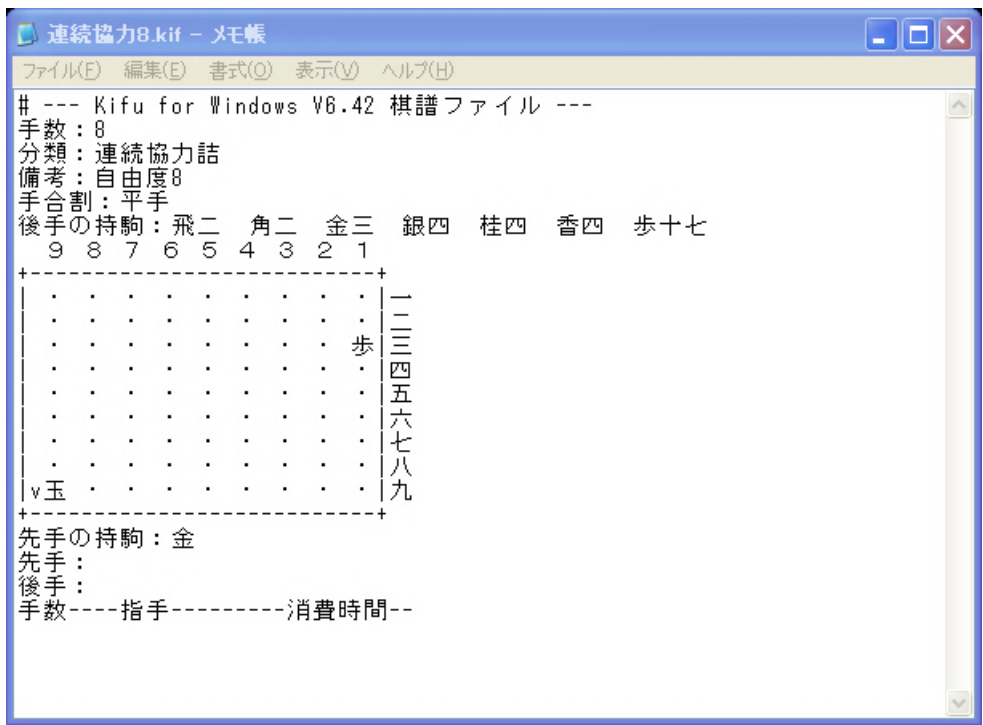 連続協力8.kif - メモ帳
ファイル(F) 編集(E) 書式(O) 表示(V) ヘルプ(H)
# --- Kifu for Windows V6.42 棋譜ファイル ---
手数：8
分類：連続協力詰
備考：自由度8
手合割：平手
後手の持駒：飛二　角二　金三　銀四　桂四　香四　歩十七
  ９ ８ ７ ６ ５ ４ ３ ２ １
+---------------------------+
| ・ ・ ・ ・ ・ ・ ・ ・ ・|一
| ・ ・ ・ ・ ・ ・ ・ ・ ・|二
| ・ ・ ・ ・ ・ ・ ・ ・ 歩|三
| ・ ・ ・ ・ ・ ・ ・ ・ ・|四
| ・ ・ ・ ・ ・ ・ ・ ・ ・|五
| ・ ・ ・ ・ ・ ・ ・ ・ ・|六
| ・ ・ ・ ・ ・ ・ ・ ・ ・|七
| ・ ・ ・ ・ ・ ・ ・ ・ ・|八
|v玉 ・ ・ ・ ・ ・ ・ ・ ・|九
+---------------------------+
先手の持駒：金
先手：
後手：
手数----指手---------消費時間--